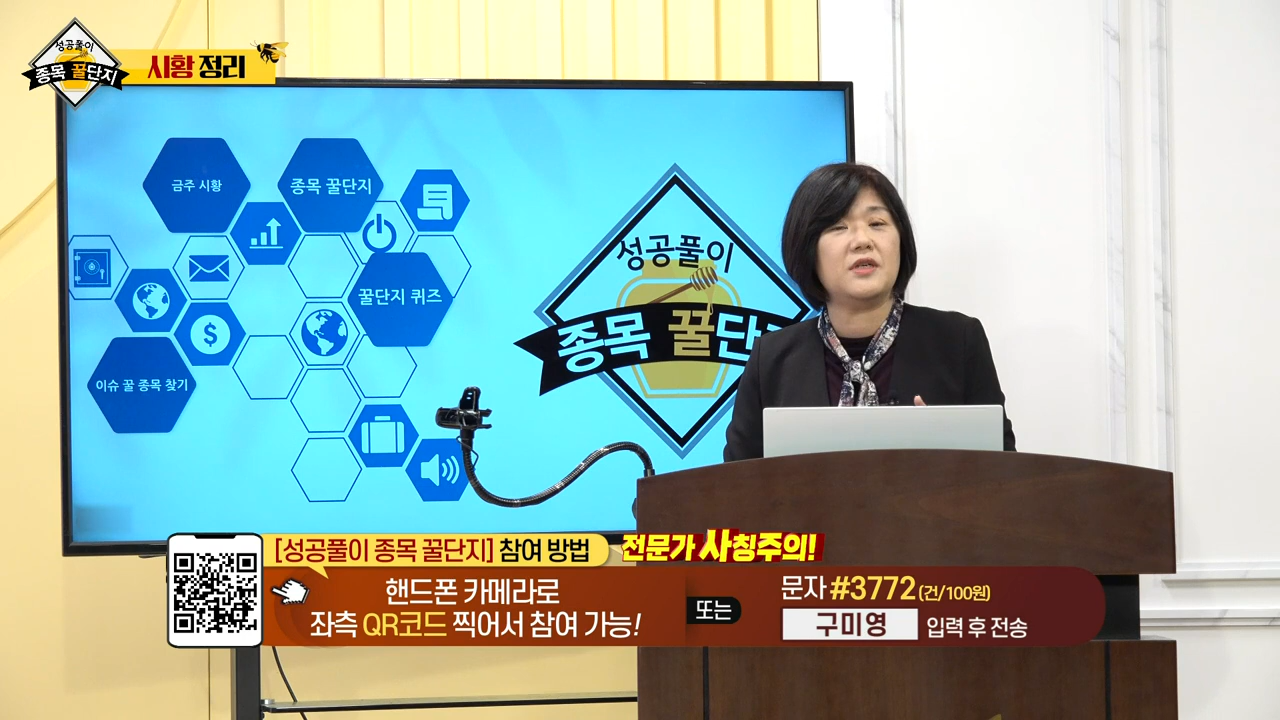 성공풀이
종목 꿀단지
시황 정리
금주 시황
종목 꿀단지
꿀단지 퀴즈
이슈 꿀 종목 찾기
성공풀이
종목 꿀단
[성공풀이 종목 꿀단지] 참여 방법
전문가 사칭주의!
핸드폰 카메라로
좌측 QR코드 찍어서 참여 가능!
또는
문자 #3772 (건/100원)
구미영 입력 후 전송